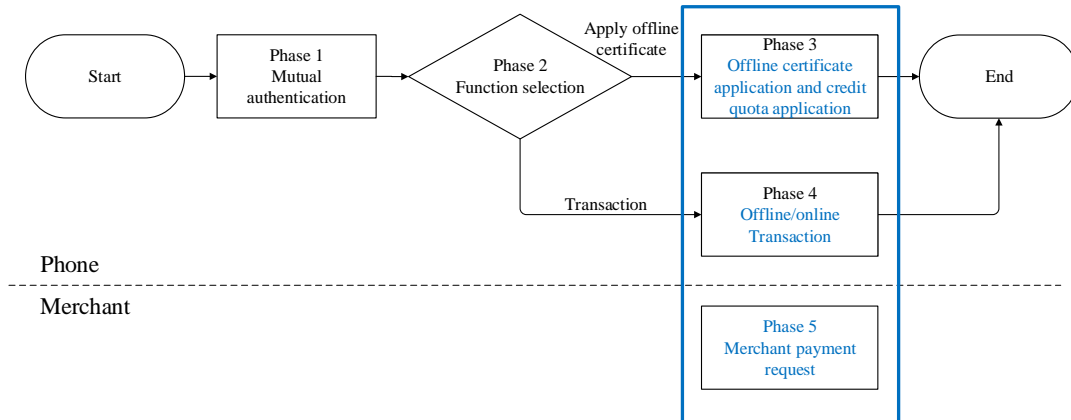 Start
Phase 1
Mutual
authentication
Phase 2
Function selection
Apply offline
certificate
Phase 3
Offline certificate
application and credit
quota application
End
Transaction
Phase 4
Offline/online
Transaction
Phone
Merchant
Phase 5
Merchant payment
request